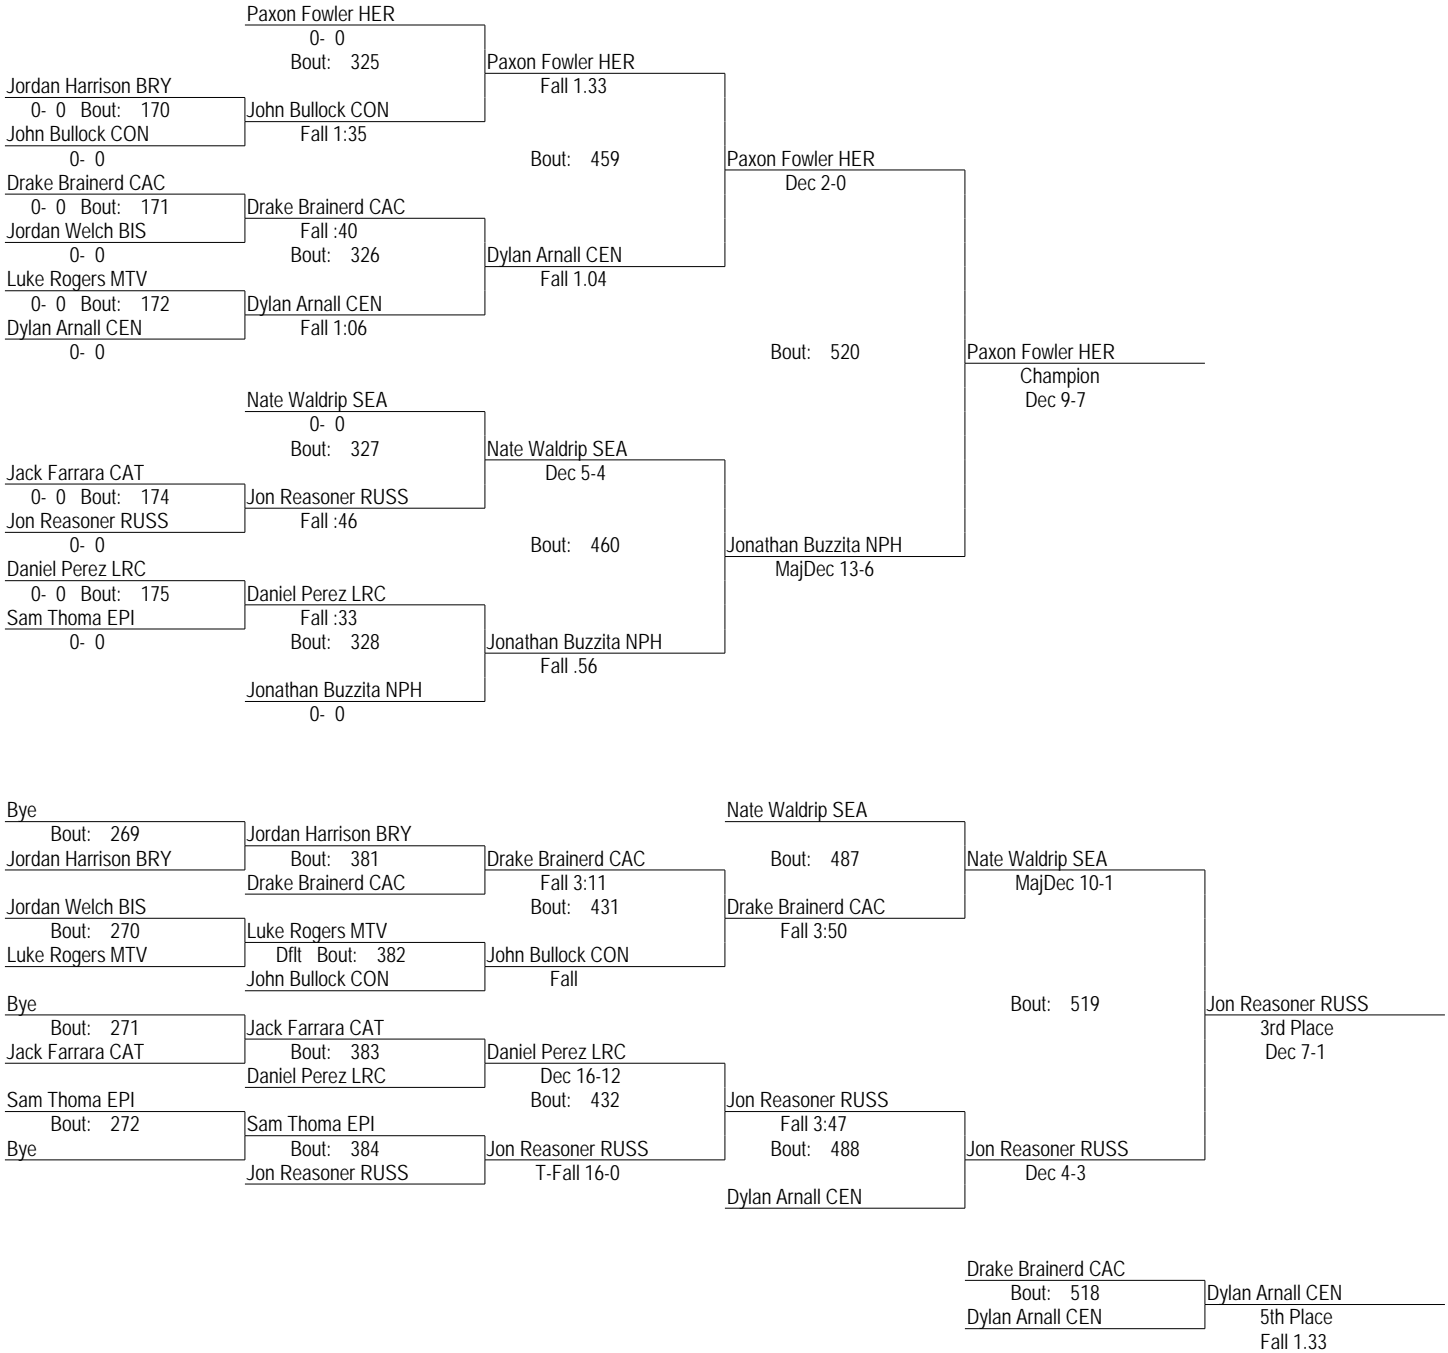 Paxon Fowler HER
0- 0
Bout: 325
Paxon Fowler HER
Fall 1.33
Jordan Harrison BRY
0- 0 Bout: 170
John Bullock CON
Fall 1:35
John Bullock CON
0- 0
Bout: 459
Paxon Fowler HER
Dec 2-0
Drake Brainerd CAC
0- 0 Bout: 171
Drake Brainerd CAC
Fall :40
Jordan Welch BIS
0- 0
Bout: 326
Dylan Arnall CEN
Fall 1.04
Luke Rogers MTV
0- 0 Bout: 172
Dylan Arnall CEN
Fall 1:06
Dylan Arnall CEN
0- 0
Bout: 520
Paxon Fowler HER
Champion
Dec 9-7
Nate Waldrip SEA
0- 0
Bout: 327
Nate Waldrip SEA
Dec 5-4
Jack Farrara CAT
0- 0 Bout: 174
Jon Reasoner RUSS
Fall :46
Jon Reasoner RUSS
0- 0
Bout: 460
Jonathan Buzzita NPH
MajDec 13-6
Daniel Perez LRC
0- 0 Bout: 175
Daniel Perez LRC
Fall :33
Sam Thoma EPI
0- 0
Bout: 328
Jonathan Buzzita NPH
Fall .56
Jonathan Buzzita NPH
0- 0
Bye
Bout: 269
Jordan Harrison BRY
Jordan Harrison BRY
Bout: 381
Drake Brainerd CAC
Drake Brainerd CAC
Fall 3:11
Bout: 431
Nate Waldrip SEA
Bout: 487
Nate Waldrip SEA
MajDec 10-1
Jordan Welch BIS
Bout: 270
Luke Rogers MTV
Luke Rogers MTV
Dflt Bout: 382
John Bullock CON
John Bullock CON
Fall
Drake Brainerd CAC
Fall 3:50
Bout: 519
Jon Reasoner RUSS
3rd Place
Dec 7-1
Bye
Bout: 271
Jack Farrara CAT
Jack Farrara CAT
Bout: 383
Daniel Perez LRC
Daniel Perez LRC
Dec 16-12
Bout: 432
Jon Reasoner RUSS
Fall 3:47
Bout: 488
Jon Reasoner RUSS
Dec 4-3
Sam Thoma EPI
Bout: 272
Bye
Sam Thoma EPI
Bout: 384
Jon Reasoner RUSS
Jon Reasoner RUSS
T-Fall 16-0
Dylan Arnall CEN
Drake Brainerd CAC
Bout: 518
Dylan Arnall CEN
Dylan Arnall CEN
5th Place
Fall 1.33